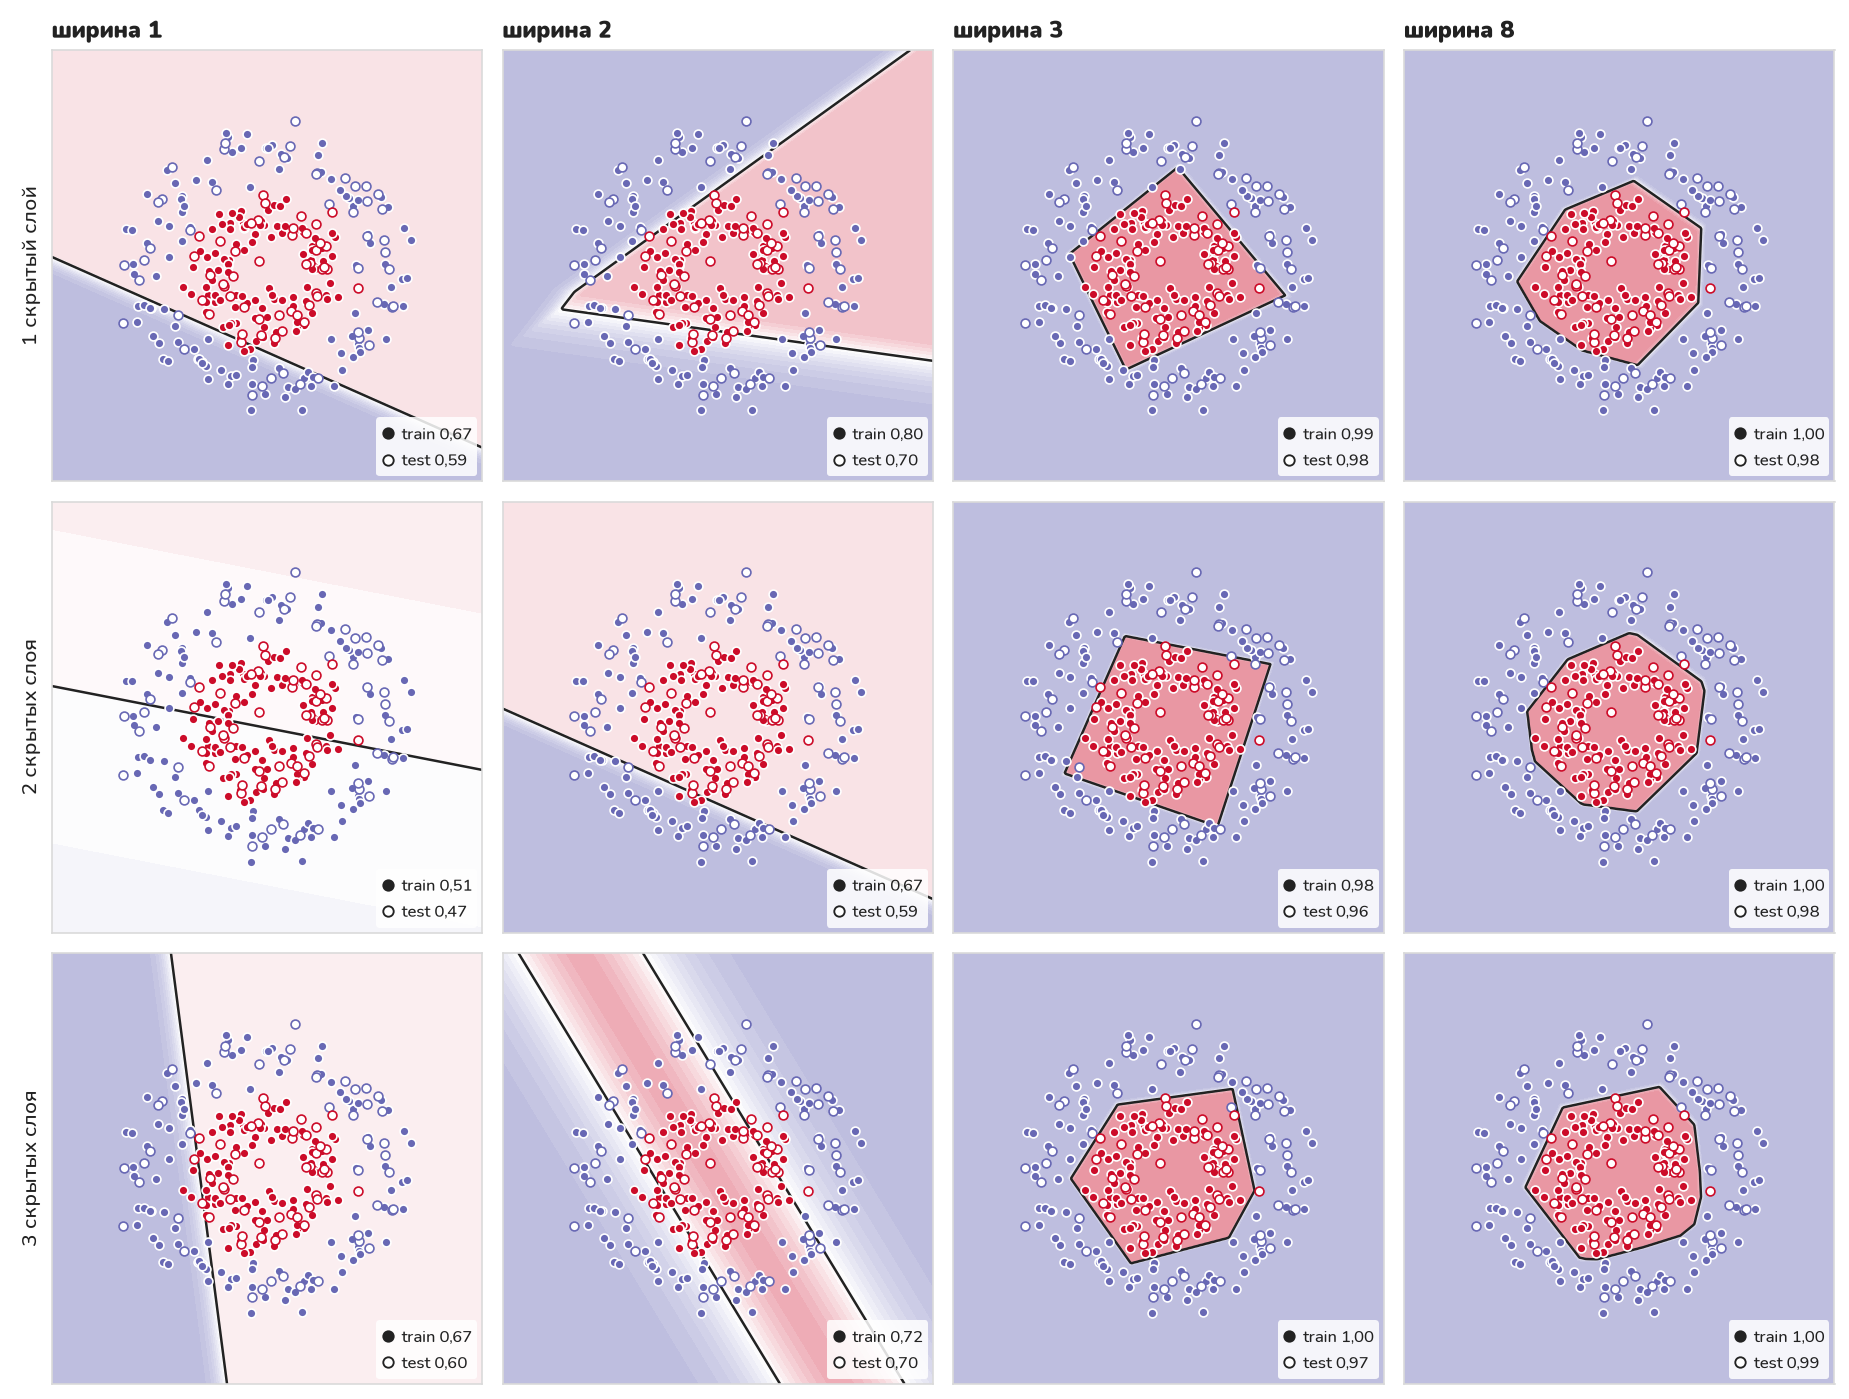 ширина 1
ширина 2
ширина 3
ширина 8
1 скрытый слой
train 0,67
test 0,59
train 0,80
test 0,70
train 0,99
test 0,98
train 1,00
test 0,98
2 скрытых слоя
train 0,51
test 0,47
train 0,67
test 0,59
train 0,98
test 0,96
train 1,00
test 0,98
3 скрытых слоя
train 0,67
test 0,60
train 0,72
test 0,70
train 1,00
test 0,97
train 1,00
test 0,99